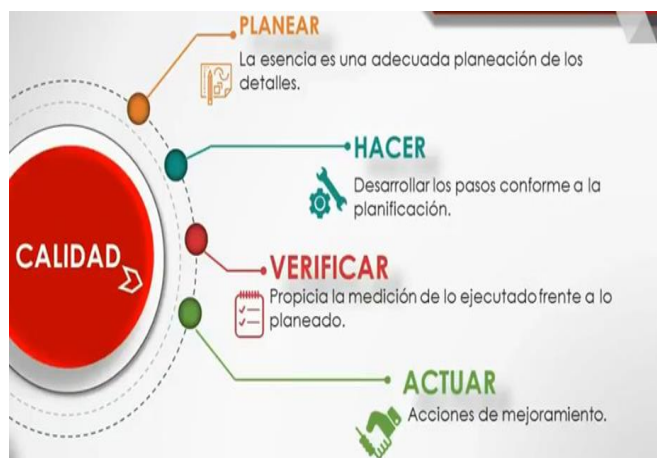 PLANEAR
La esencia es una adecuada planeación de los
detalles.
HACER
Desarrollar los pasos conforme a la
planificación.
CALIDAD
VERIFICAR
Propicia la medición de lo ejecutado frente a lo
planeado.
ACTUAR
Acciones de mejoramiento.